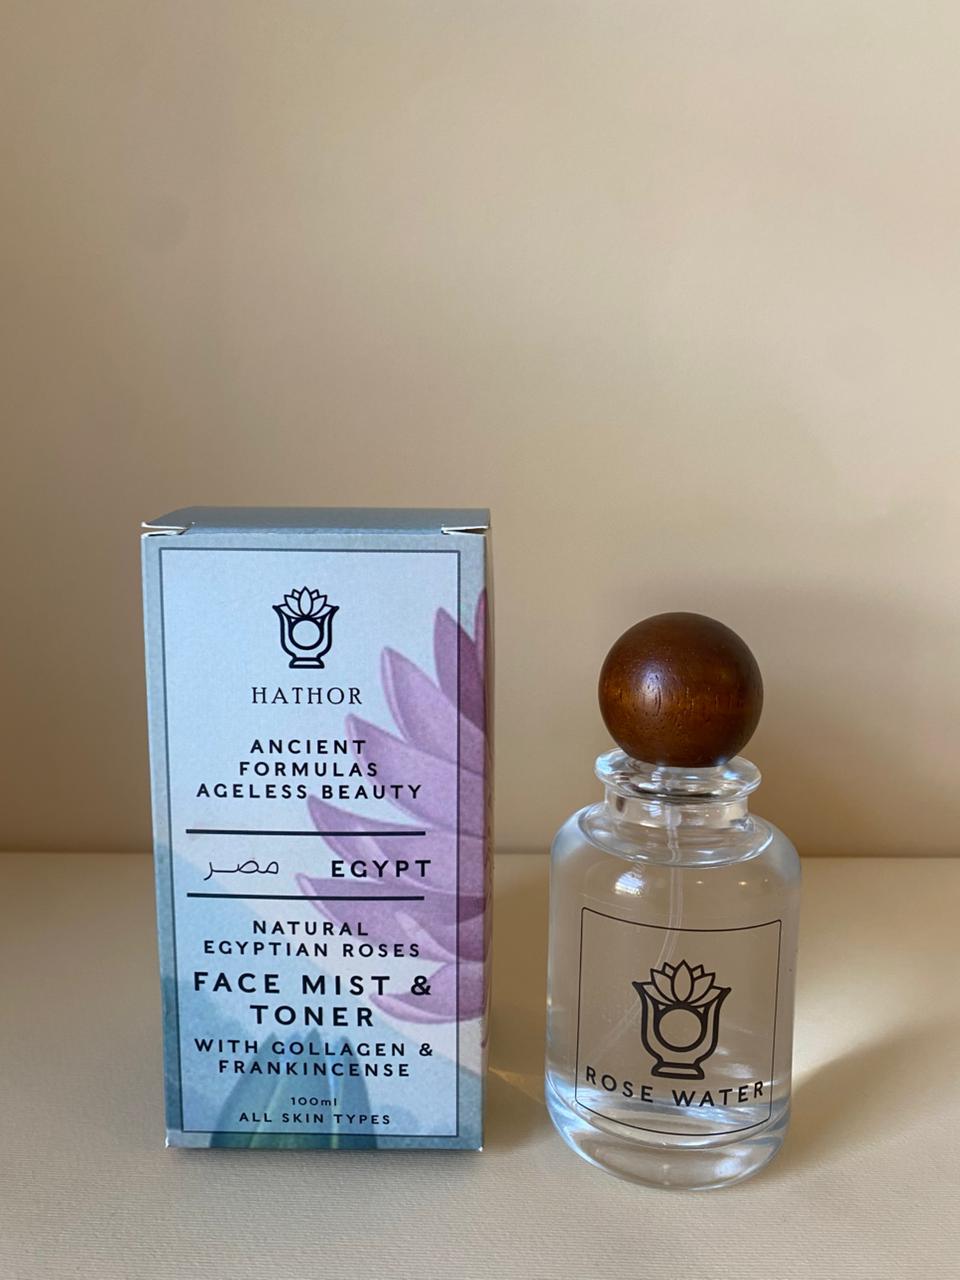 HATHOR
ANCIENT
FORMULAS
AGELESS BEAUTY
مصر EGYPT
NATURAL
EGYPTIAN ROSES
FACE MIST &
TONER
WITH COLLAGEN &
FRANKINCENSE
100ml
ALL SKIN TYPES
ROSE WATER